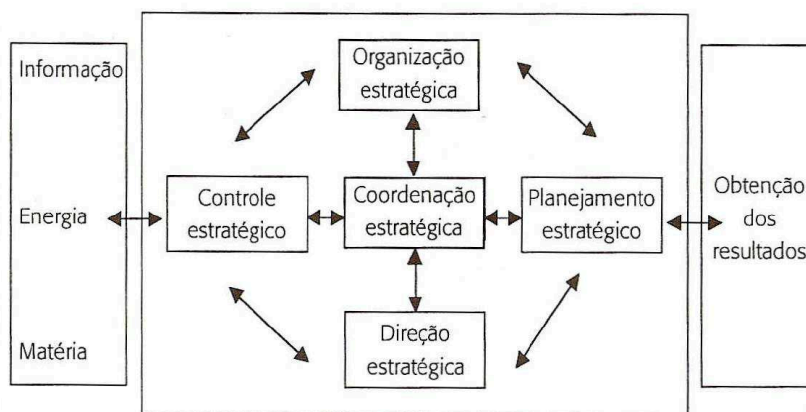 Informação
Energia
Matéria
Organização
estratégica
Controle
estratégico
Coordenação
estratégica
Planejamento
estratégico
Direção
estratégica
Obtenção
dos
resultados